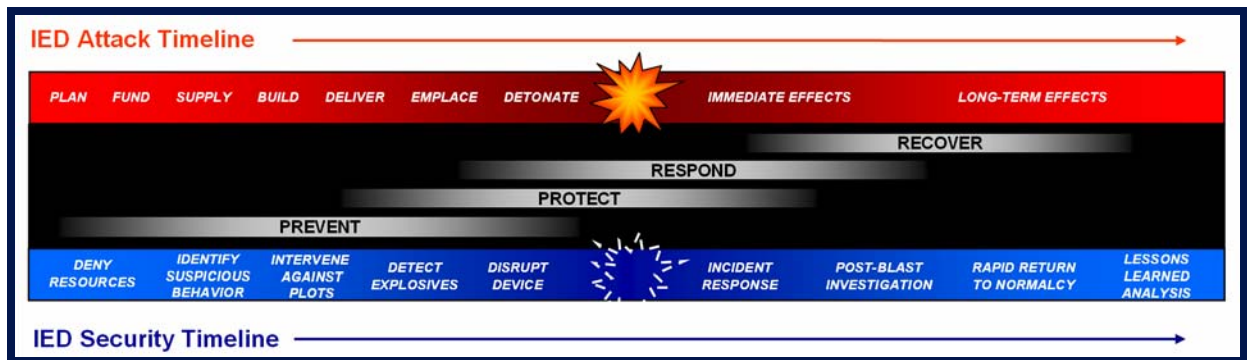 IED Attack Timeline
PLAN FUND SUPPLY BUILD DELIVER EMPLACE DETONATE IMMEDIATE EFFECTS LONG-TERM EFFECTS
RECOVER
RESPOND
PROTECT
PREVENT
DENY
RESOURCES
IDENTIFY
SUSPICIOUS
BEHAVIOR
INTERVENE
AGAINST
PLOTS
DETECT
EXPLOSIVES
DISRUPT
DEVICE
INCIDENT
RESPONSE
POST-BLAST
INVESTIGATION
RAPID RETURN
TO NORMALCY
LESSONS
LEARNED
ANALYSIS
IED Security Timeline